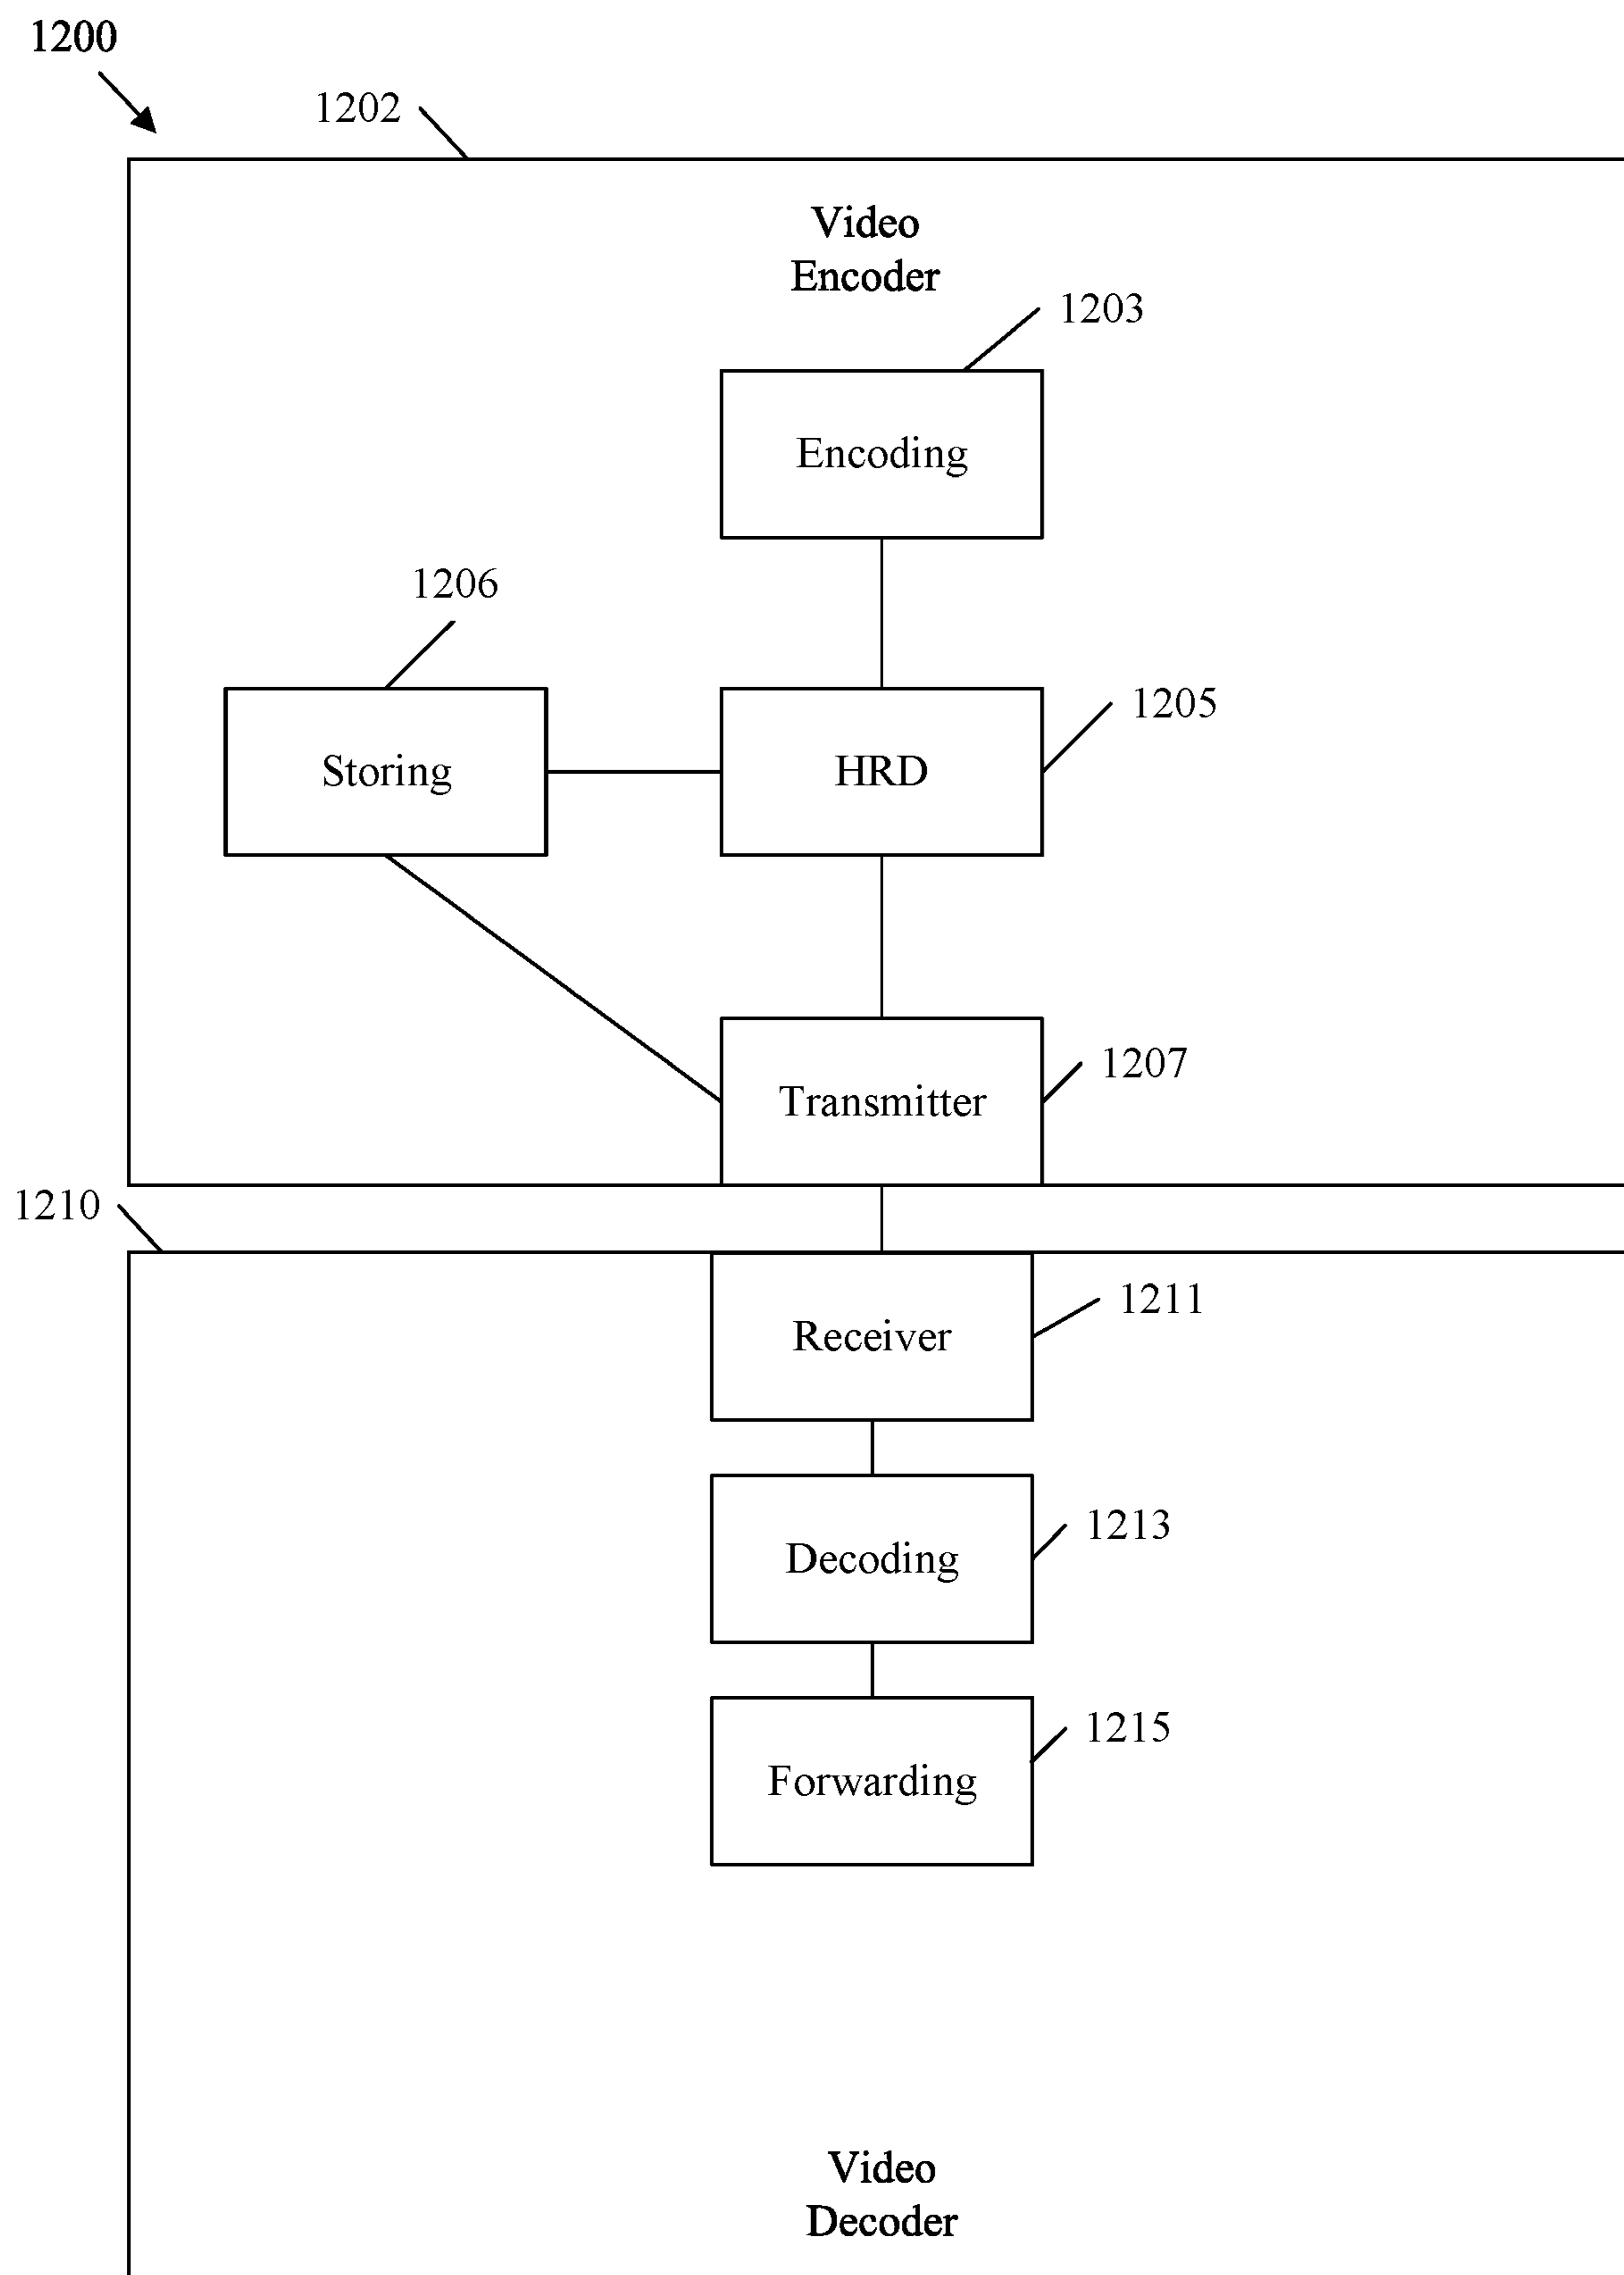 1200
1202
Video
Encoder
1203
Encoding
1206
Storing
HRD
1205
Transmitter
1207
1210
Receiver
1211
Decoding
1213
Forwarding
1215
Video
Decoder